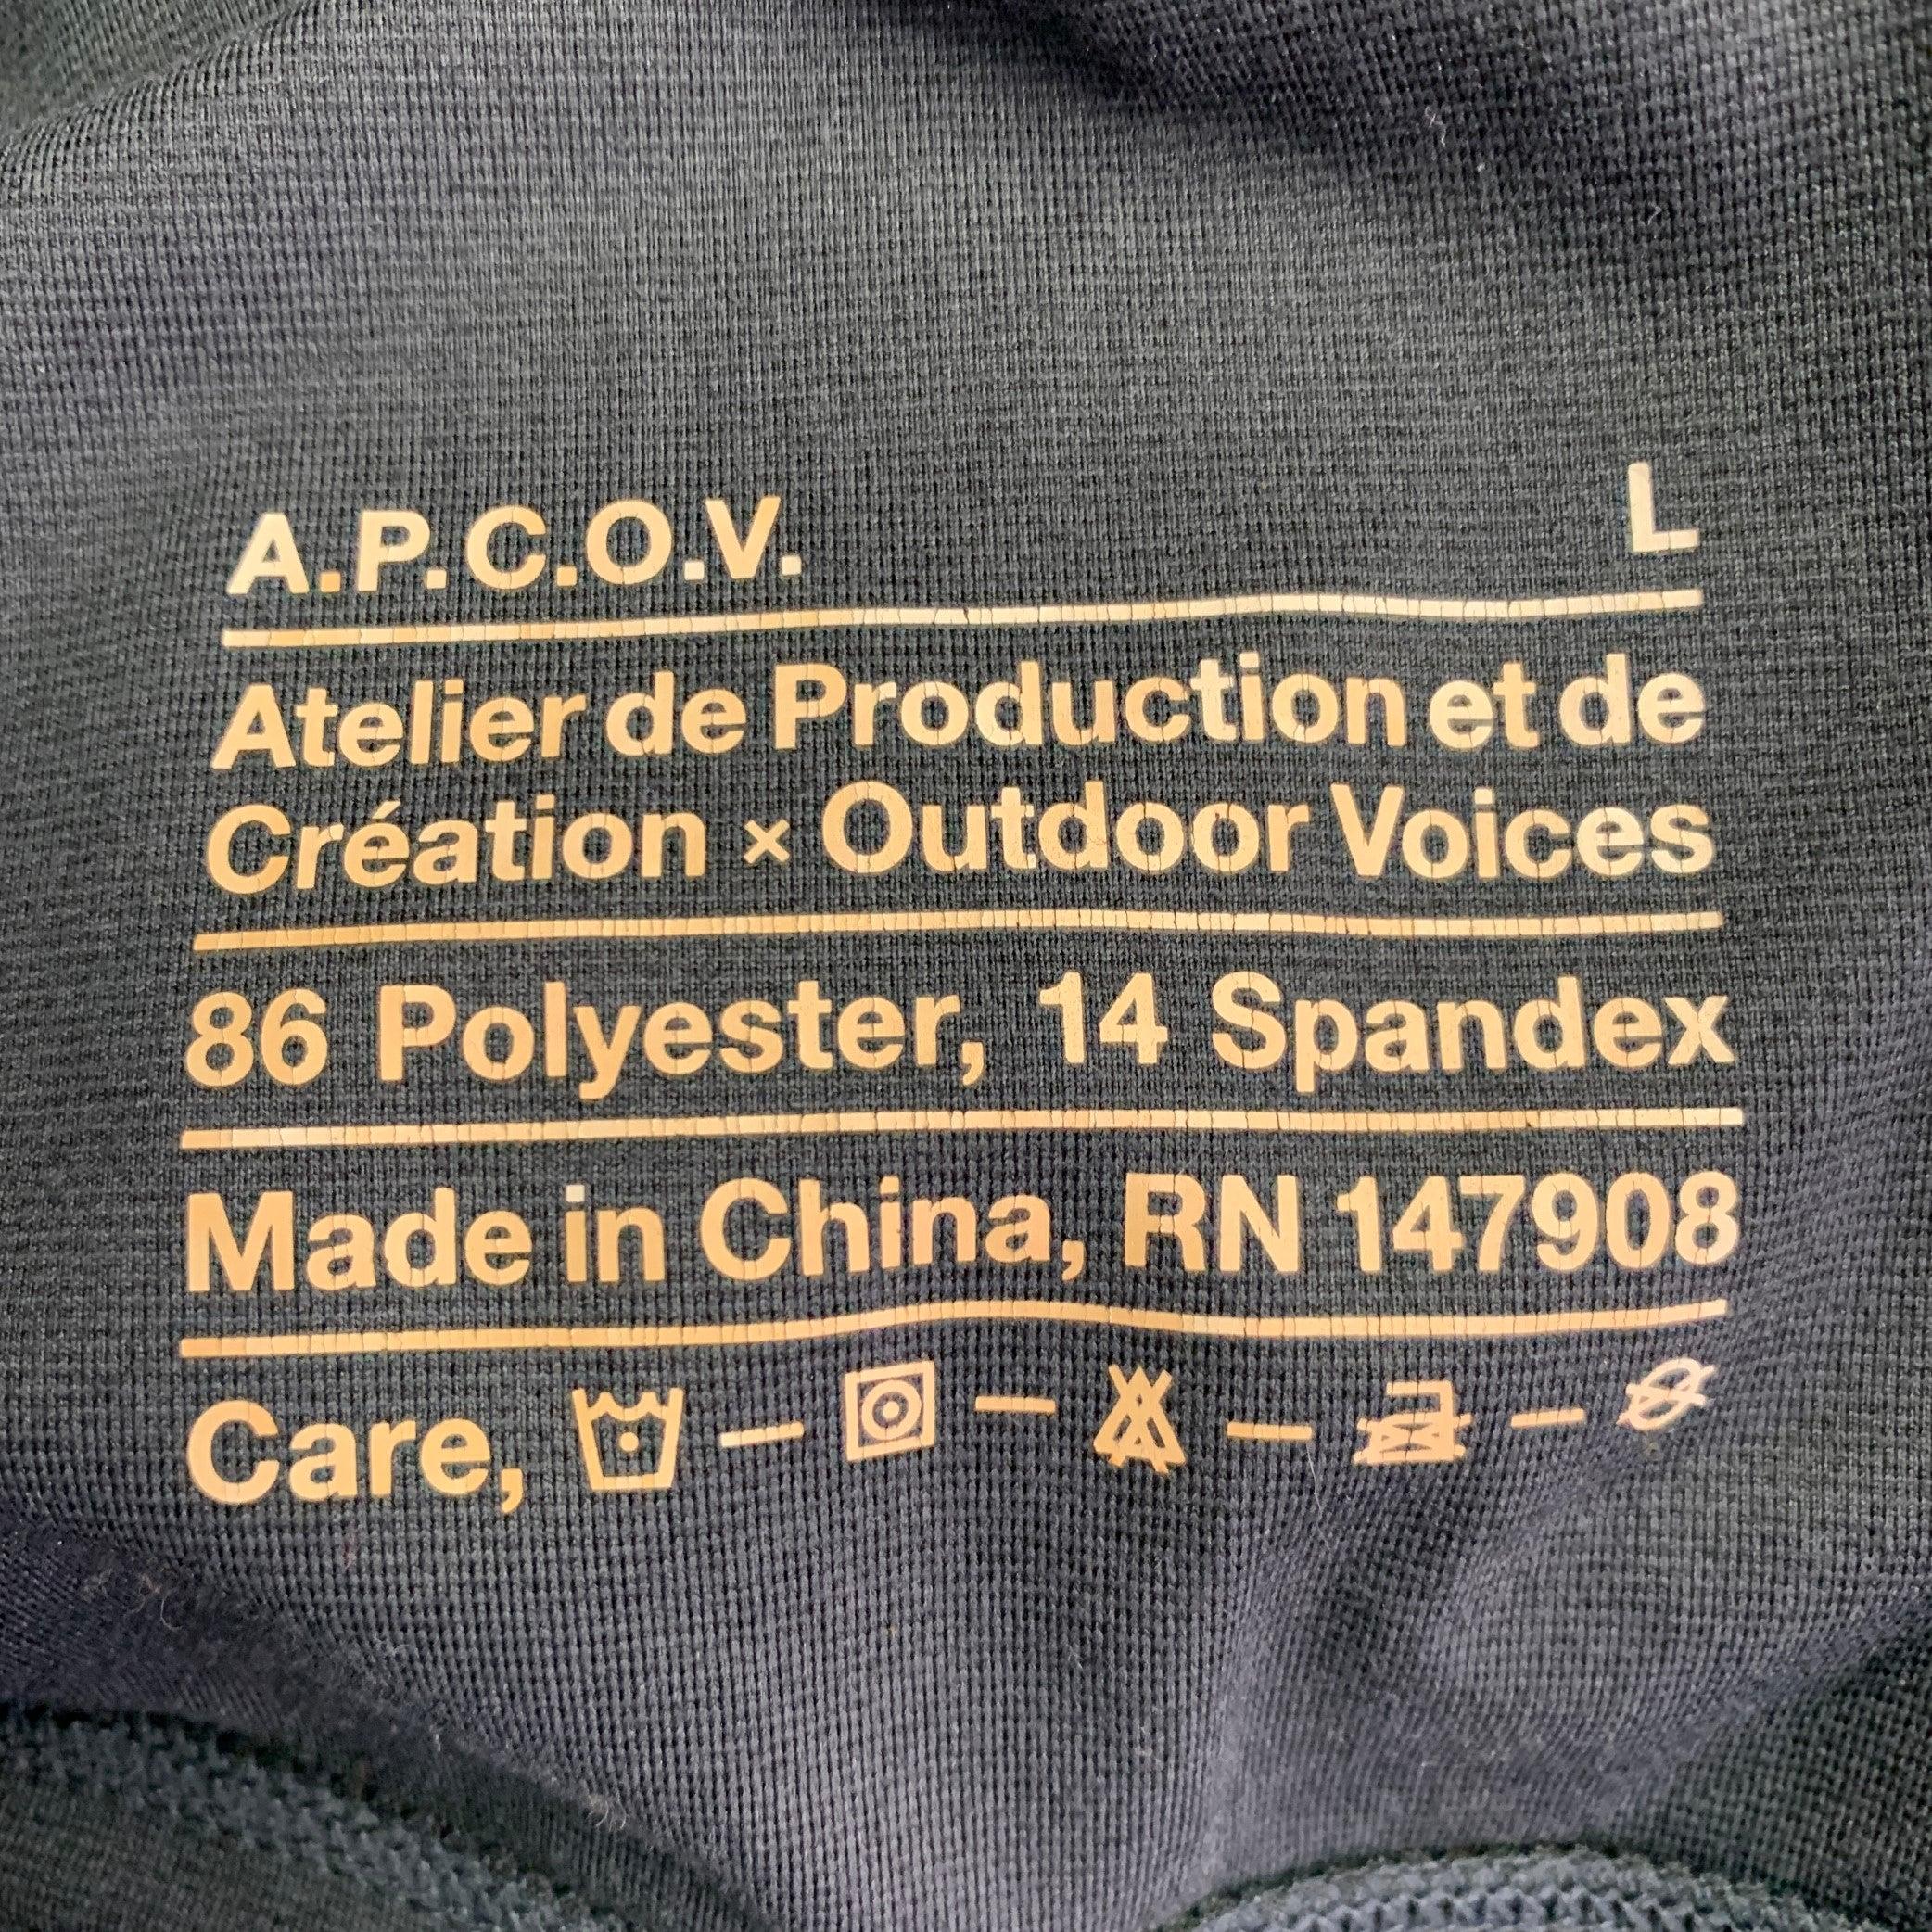 A.P.C.O.V. L
Atelier de Production et de
Création × Outdoor Voices
86 Polyester, 14 Spandex
Made in China, RN 147908
Care,